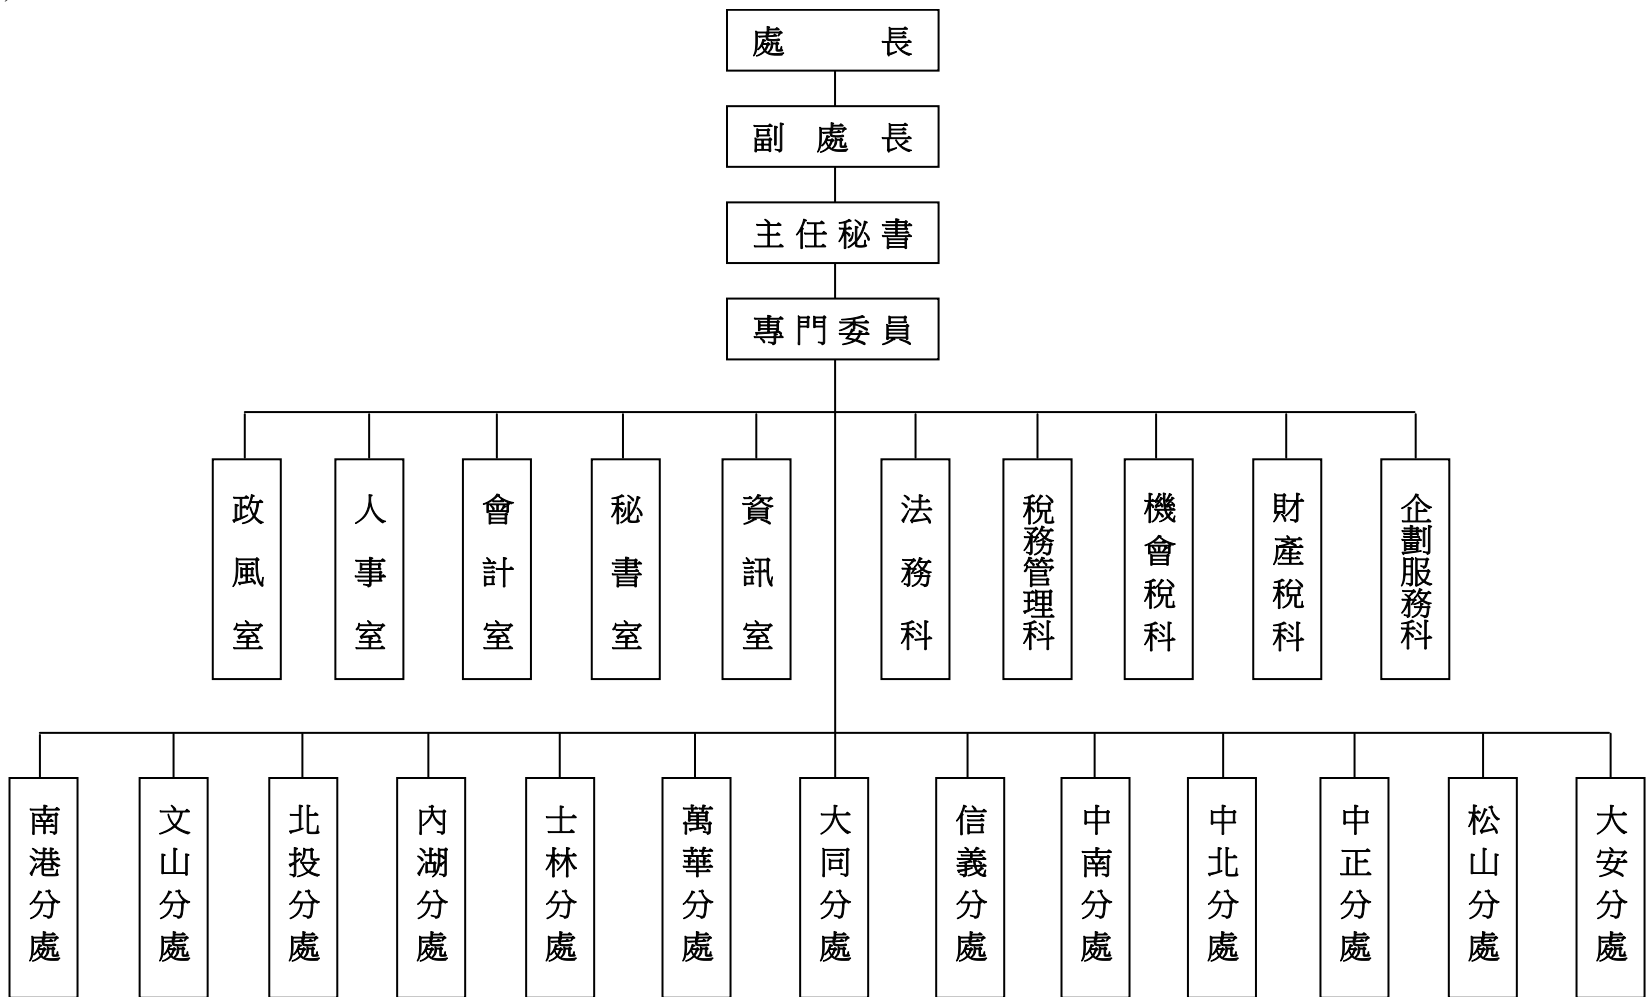 處長
副處長
主任秘書
專門委員
政風室
人事室
會計室
秘書室
資訊室
法務科
稅務管理科
機會稅科
財產稅科
企劃服務科
南港分處
文山分處
北投分處
內湖分處
士林分處
萬華分處
大同分處
信義分處
中南分處
中北分處
中正分處
松山分處
大安分處